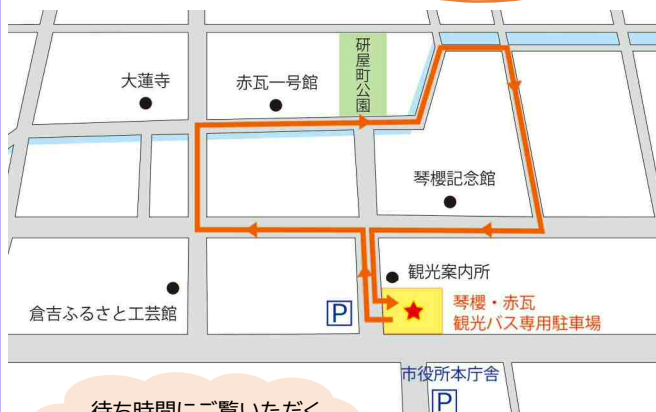 研屋町公園
大蓮寺
赤瓦一号館
琴櫻記念館
観光案内所
倉吉ふるさと工芸館
P
琴櫻・赤瓦
観光バス専用駐車場
市役所本庁舎
P
待ち時間にご覧いただく